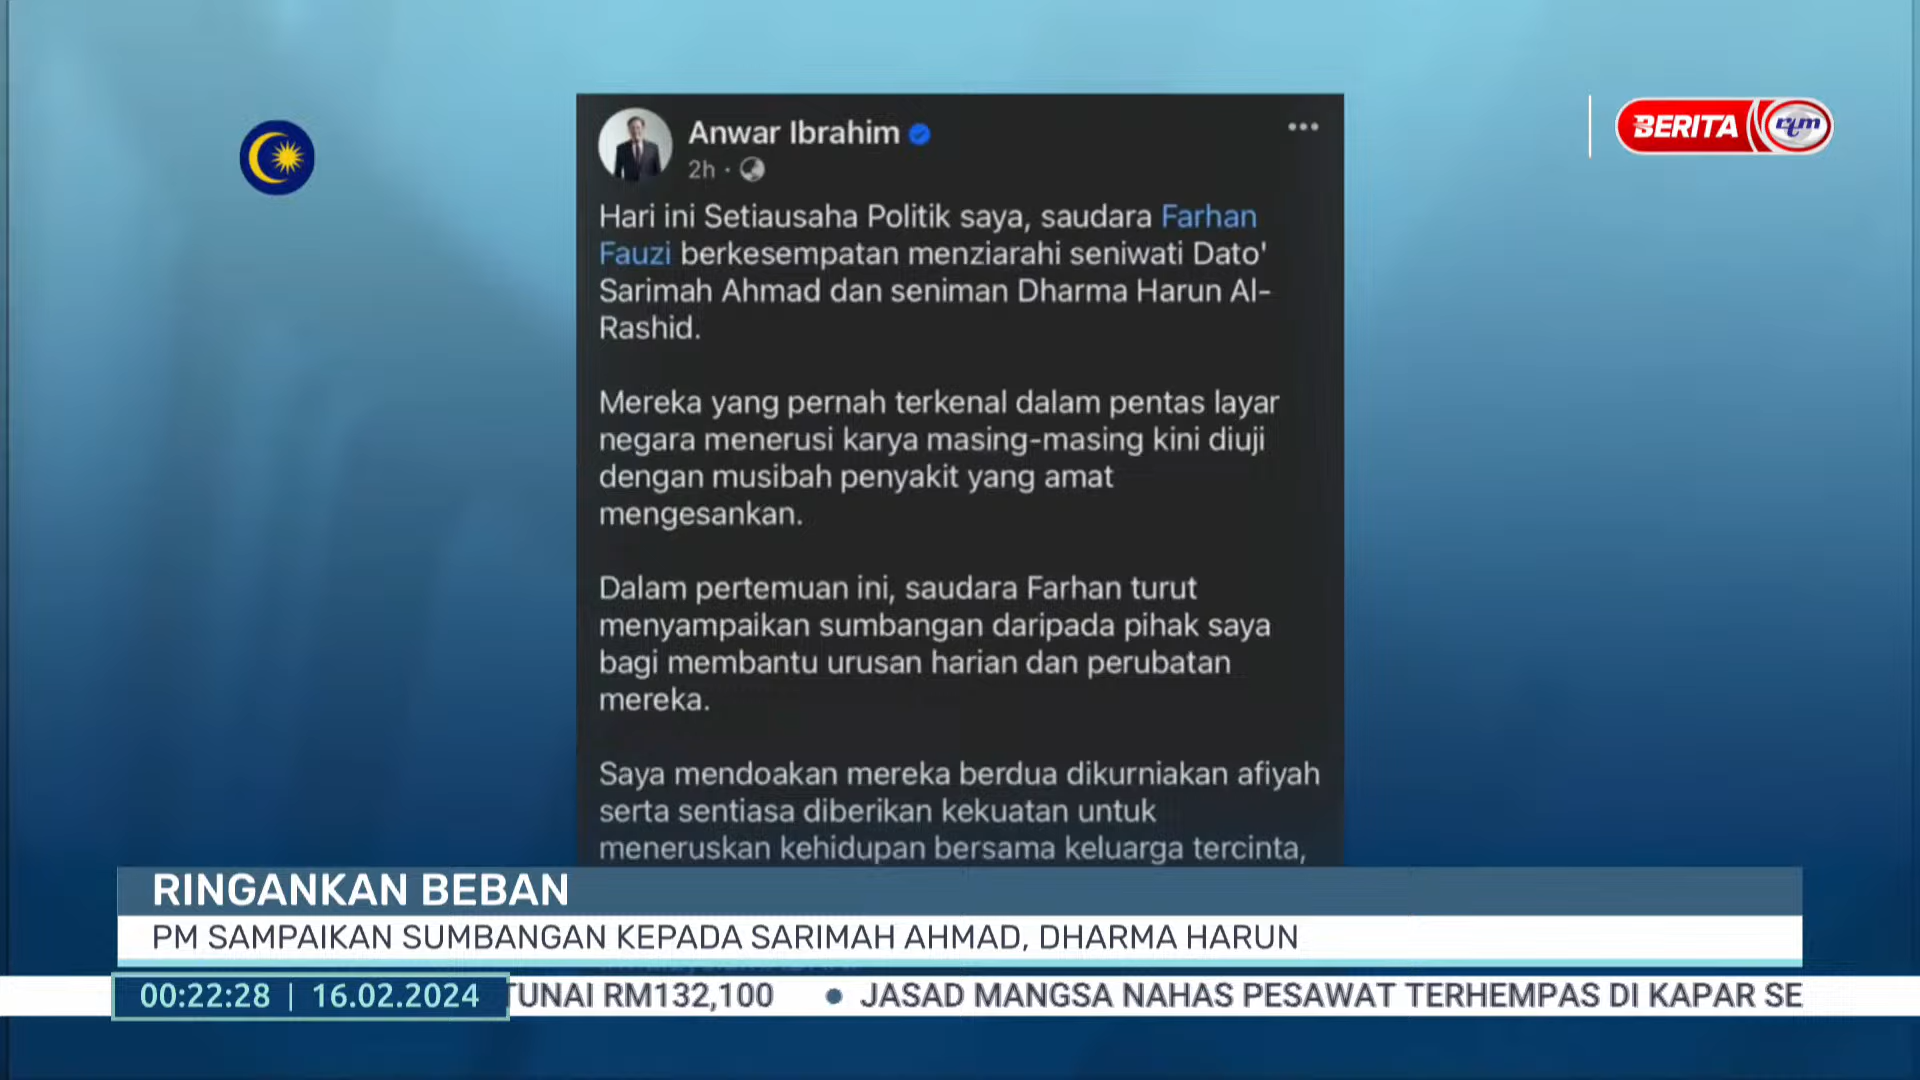 Anwar Ibrahim
2h ·
BERITA rtm
Hari ini Setiausaha Politik saya, saudara Farhan
Fauzi berkesempatan menziarahi seniwati Dato'
Sarimah Ahmad dan seniman Dharma Harun Al-
Rashid.
Mereka yang pernah terkenal dalam pentas layar
negara menerusi karya masing-masing kini diuji
dengan musibah penyakit yang amat
mengesankan.
Dalam pertemuan ini, saudara Farhan turut
menyampaikan sumbangan daripada pihak saya
bagi membantu urusan harian dan perubatan
mereka.
Saya mendoakan mereka berdua dikurniakan afiyah
serta sentiasa diberikan kekuatan untuk
meneruskan kehidupan bersama keluarga tercinta,
RINGANKAN BEBAN
PM SAMPAIKAN SUMBANGAN KEPADA SARIMAH AHMAD, DHARMA HARUN
00:22:28 | 16.02.2024 TUNAI RM132,100 • JASAD MANGSA NAHAS PESAWAT TERHEMPAS DI KAPAR SE